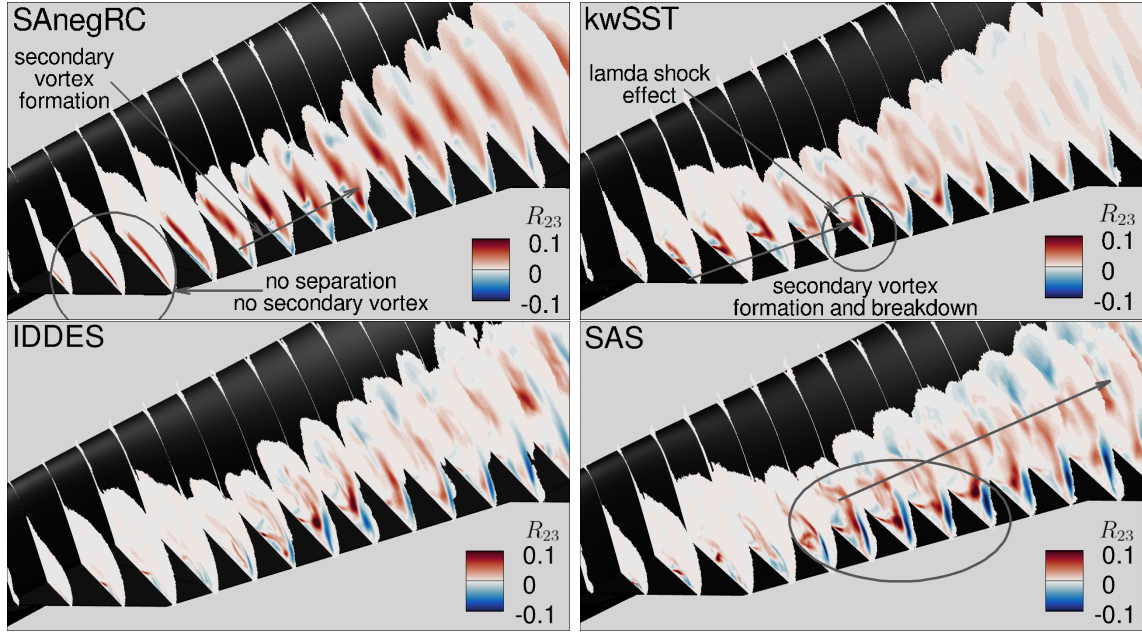 SAnegRC
secondary
vortex
formation
no separation
no secondary vortex
R23
0.1
0
-0.1
kwSST
lamda shock
effect
secondary vortex
formation and breakdown
R23
0.1
0
-0.1
IDDES
R23
0.1
0
-0.1
SAS
R23
0.1
0
-0.1